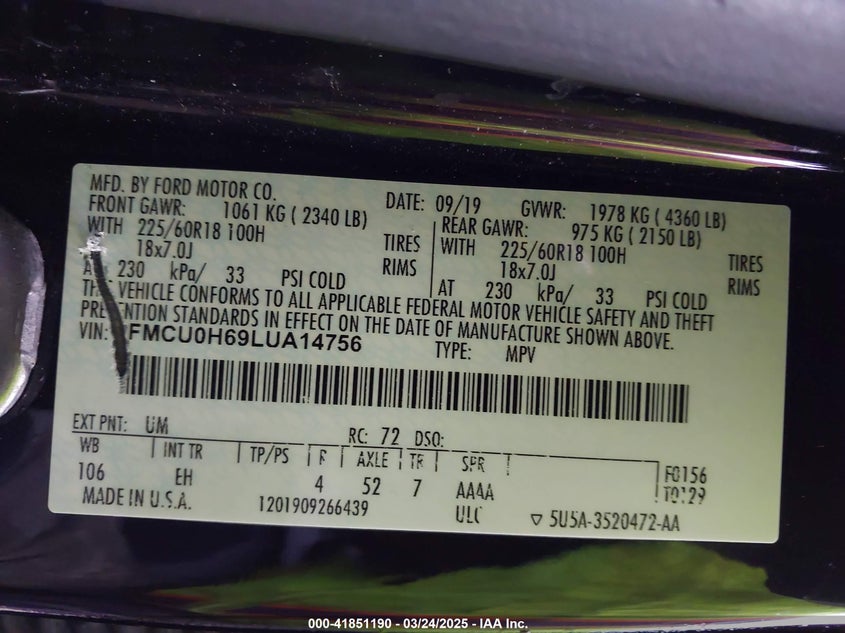 MFD. BY FORD MOTOR CO.
DATE: 09/19 GVWR: 1978 KG ( 4360 LB)
FRONT GAWR: 1061 KG ( 2340 LB)
WITH 225/60R18 100H TIRES
18x7.0J RIMS
AT 230 kPa/ 33 PSI COLD
REAR GAWR: 975 KG ( 2150 LB)
WITH 225/60R18 100H TIRES
18x7.0J RIMS
AT 230 kPa/ 33 PSI COLD
THIS VEHICLE CONFORMS TO ALL APPLICABLE FEDERAL MOTOR VEHICLE SAFETY AND THEFT
PREVENTION STANDARDS IN EFFECT ON THE DATE OF MANUFACTURE SHOWN ABOVE.
VIN: FMCU0H69LUA14756 TYPE: MPV
EXT PNT: UM RC: 72 DSO:
WB INT TR TP/PS R AXLE TR SPR
106 EH 4 52 7 AAAA
F0156
T0129
MADE IN U.S.A. 1201909266439 ULC ▽ 5U5A-3520472-AA
000-41851190 - 03/24/2025 - IAA Inc.